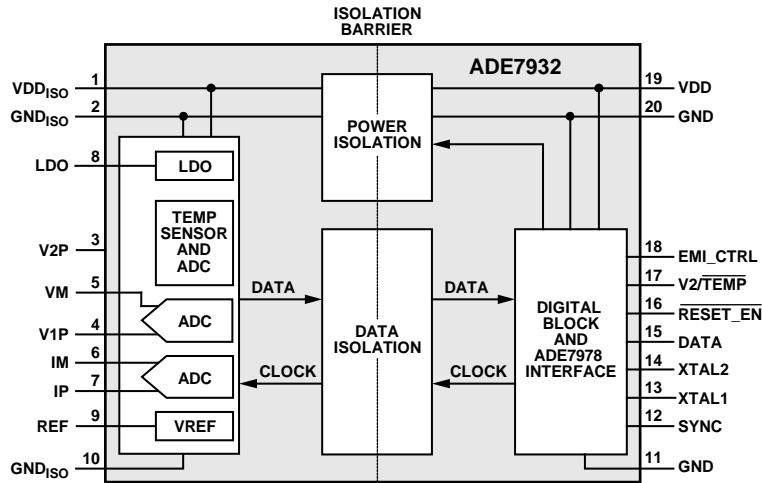 ISOLATION
BARRIER
ADE7932
VDDISO 1
GNDISO 2
LDO 8
V2P 3
VM 5
V1P 4
IM 6
IP 7
REF 9
GNDISO 10
LDO
TEMP
SENSOR
AND
ADC
ADC
ADC
VREF
POWER
ISOLATION
DATA
CLOCK
DATA
ISOLATION
DATA
CLOCK
DIGITAL
BLOCK
AND
ADE7978
INTERFACE
19 VDD
20 GND
18 EMI_CTRL
17 V2/TEMP
16 RESET_EN
15 DATA
14 XTAL2
13 XTAL1
12 SYNC
11 GND